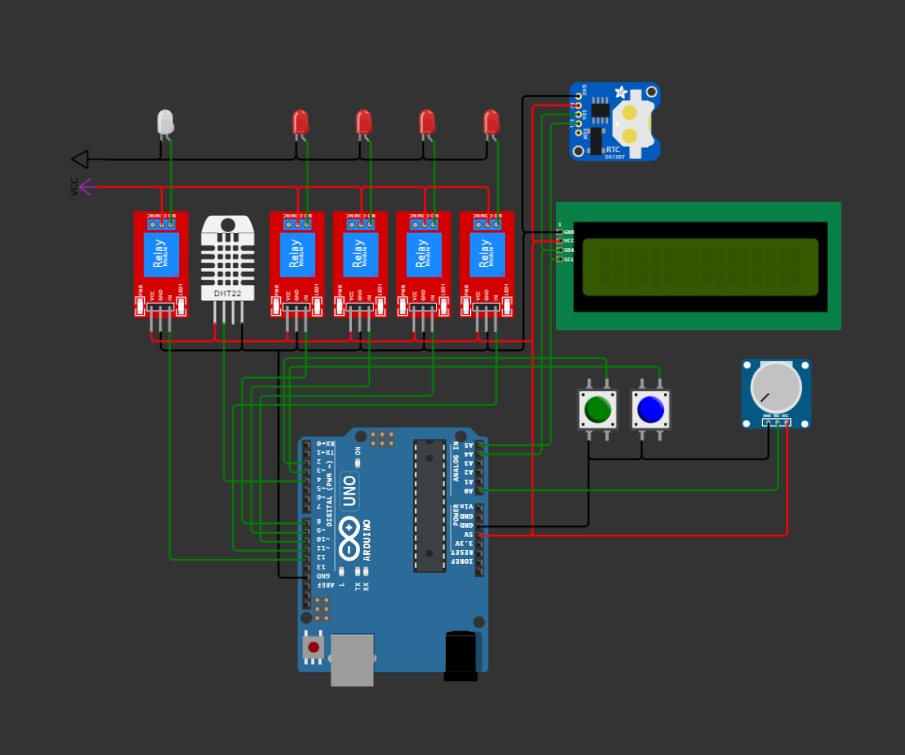 VCC
NO COM NC
NO COM NC
NO COM NC
NO COM NC
NO COM NC
Relay
Module
PWR
VCC
GND
IN
LED1
DHT22
Relay
Module
PWR
VCC
GND
IN
LED1
Relay
Module
PWR
VCC
GND
IN
LED1
Relay
Module
PWR
VCC
GND
IN
LED1
Relay
Module
PWR
VCC
GND
IN
LED1
RTC
DS1307
1
GND
VCC
SDA
SCL
GND
SIG
VCC
RX←0
TX→1
2
~3
4
~5
~6
7
DIGITAL (PWM ~)
8
~9
~10
~11
12
13
GND
AREF
ON
UNO
ARDUINO
L
TX
RX
A5
A4
A3
A2
A1
A0
ANALOG IN
Vin
GND
GND
5V
3.3V
RESET
IOREF
POWER